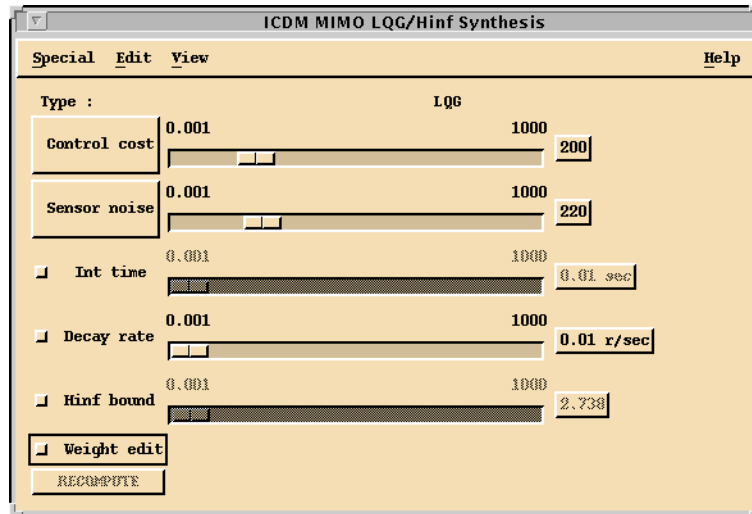 ICDM MIMO LQG/Hinf Synthesis
Special Edit View Help
Type : LQG
Control cost 0.001 1000 200
Sensor noise 0.001 1000 220
Int time 0.001 1000 0.01 sec
Decay rate 0.001 1000 0.01 r/sec
Hinf bound 0.001 1000 2.738
Weight edit
RECOMPUTE